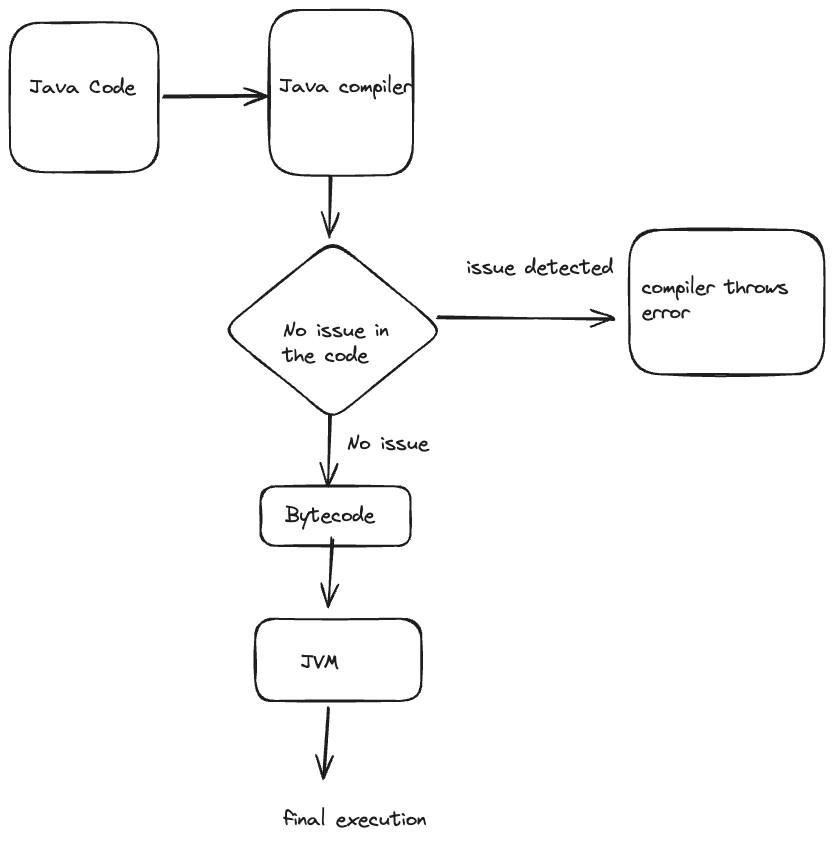 Java Code
Java compiler
issue detected
compiler throws
error
No issue in
the code
No issue
Bytecode
JVM
final execution